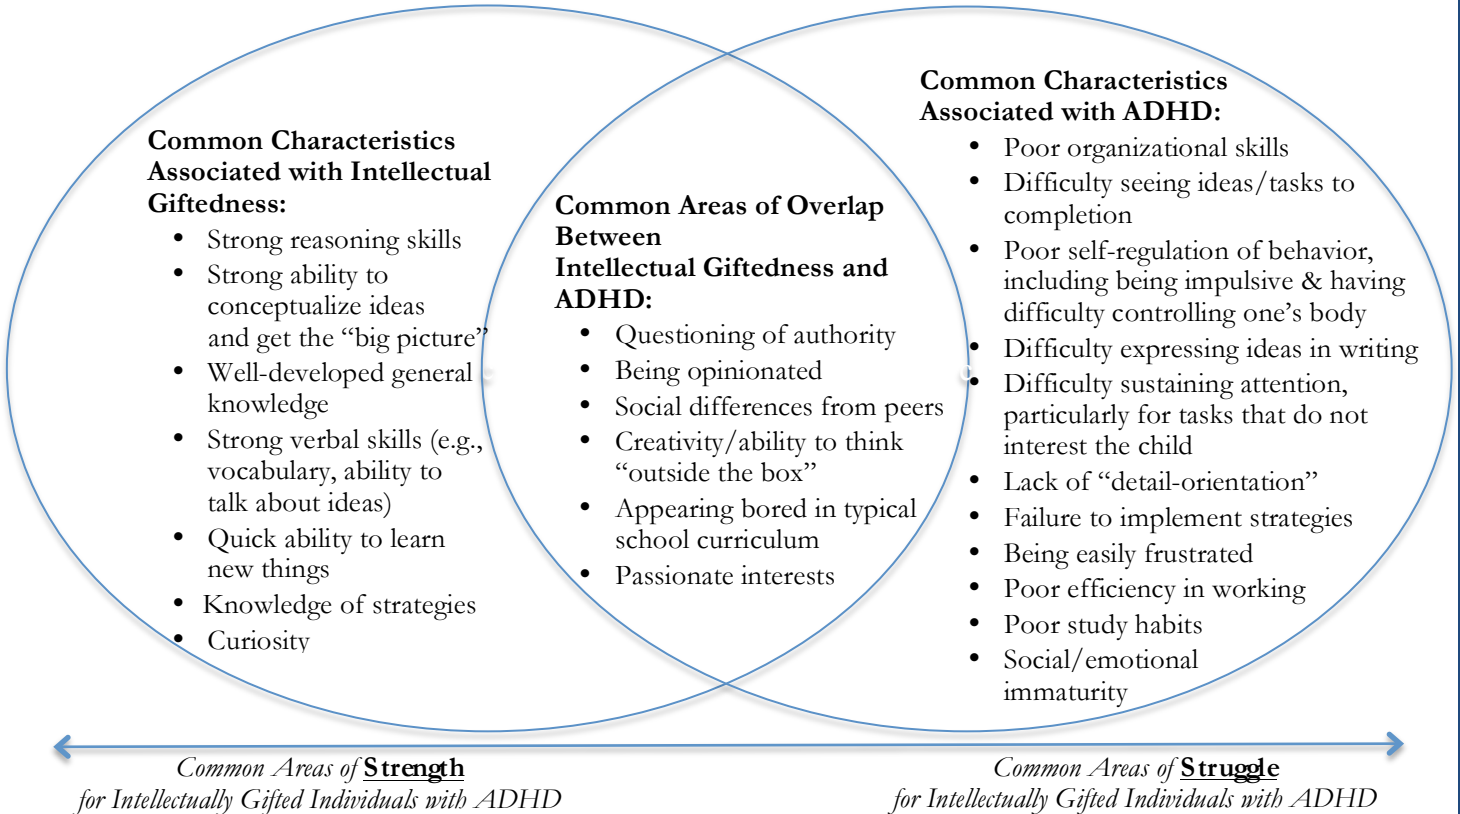 Common Characteristics
Associated with Intellectual
Giftedness:
• Strong reasoning skills
• Strong ability to
conceptualize ideas
and get the “big picture”
• Well-developed general
knowledge
• Strong verbal skills (e.g.,
vocabulary, ability to
talk about ideas)
• Quick ability to learn
new things
• Knowledge of strategies
• Curiosity
Common Areas of Overlap
Between
Intellectual Giftedness and
ADHD:
• Questioning of authority
• Being opinionated
• Social differences from peers
• Creativity/ability to think
“outside the box”
• Appearing bored in typical
school curriculum
• Passionate interests
Common Characteristics
Associated with ADHD:
• Poor organizational skills
• Difficulty seeing ideas/tasks to
completion
• Poor self-regulation of behavior,
including being impulsive & having
difficulty controlling one’s body
• Difficulty expressing ideas in writing
• Difficulty sustaining attention,
particularly for tasks that do not
interest the child
• Lack of “detail-orientation”
• Failure to implement strategies
• Being easily frustrated
• Poor efficiency in working
• Poor study habits
• Social/emotional
immaturity
Common Areas of Strength
for Intellectually Gifted Individuals with ADHD
Common Areas of Struggle
for Intellectually Gifted Individuals with ADHD